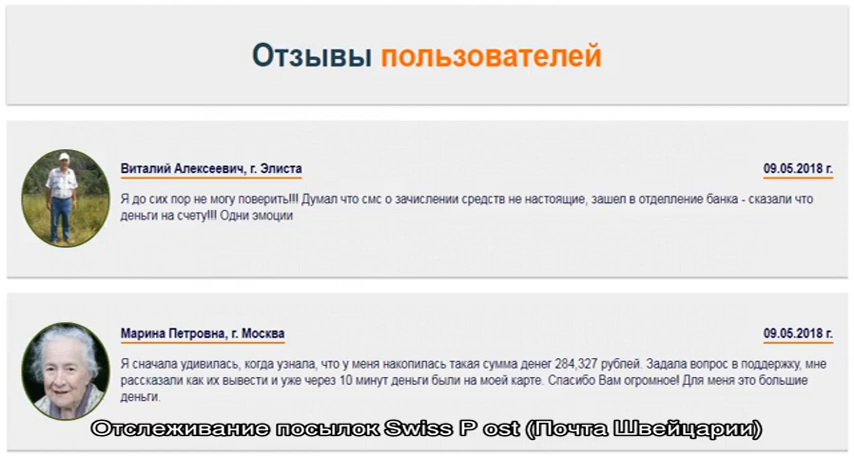 Отзывы пользователей
Виталий Алексеевич, г. Элиста 09.05.2018 г.
Я до сих пор не могу поверить!!! Думал что смс о зачислении средств не настоящие, зашел в отделление банка - сказали что
деньги на счету!!! Одни эмоции
Марина Петровна, г. Москва 09.05.2018 г.
Я сначала удивилась, когда узнала, что у меня накопилась такая сумма денег 284,327 рублей. Задала вопрос в поддержку, мне
рассказали как их вывести и уже через 10 минут деньги были на моей карте. Спасибо Вам огромное! Для меня это большие
деньги.
Отслеживание посылок Swiss P ost (Почта Швейцарии)